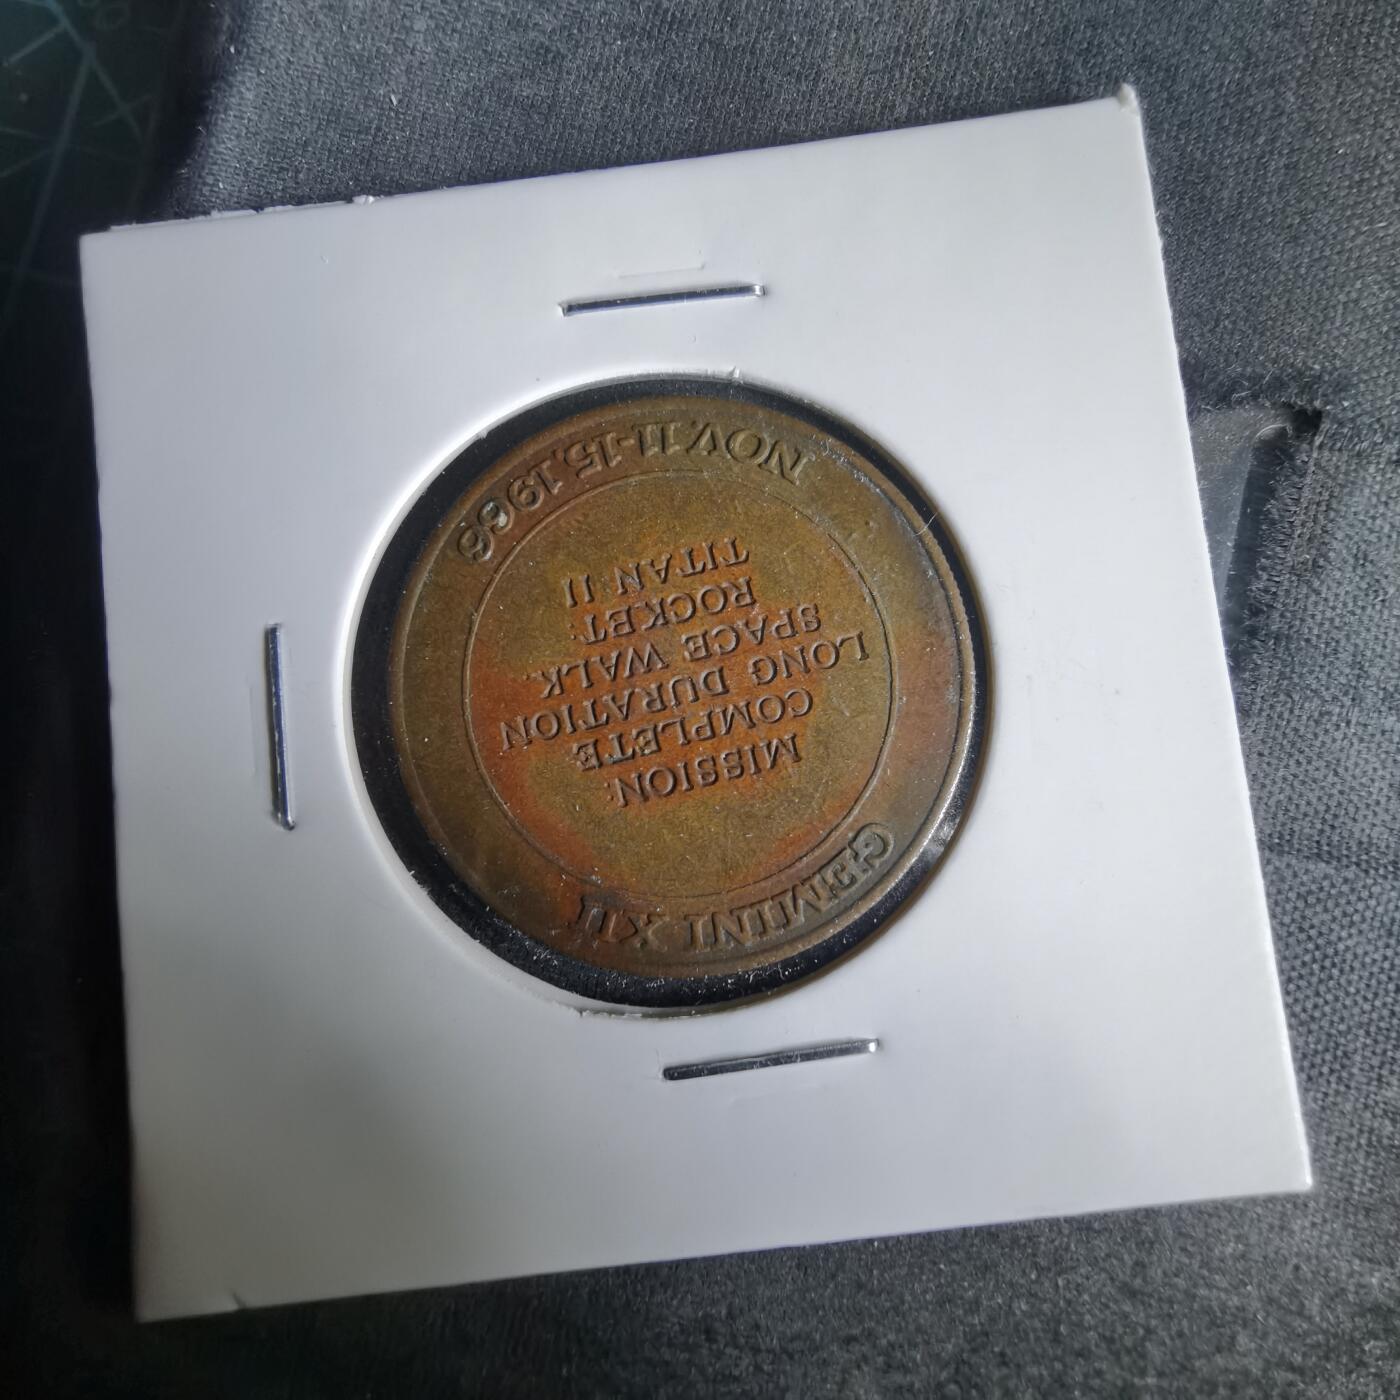 GEMINI XII
MISSION:
COMPLETE
LONG DURATION
SPACE WALK.
ROCKET:
TITAN II
NOV. 11-15, 1966